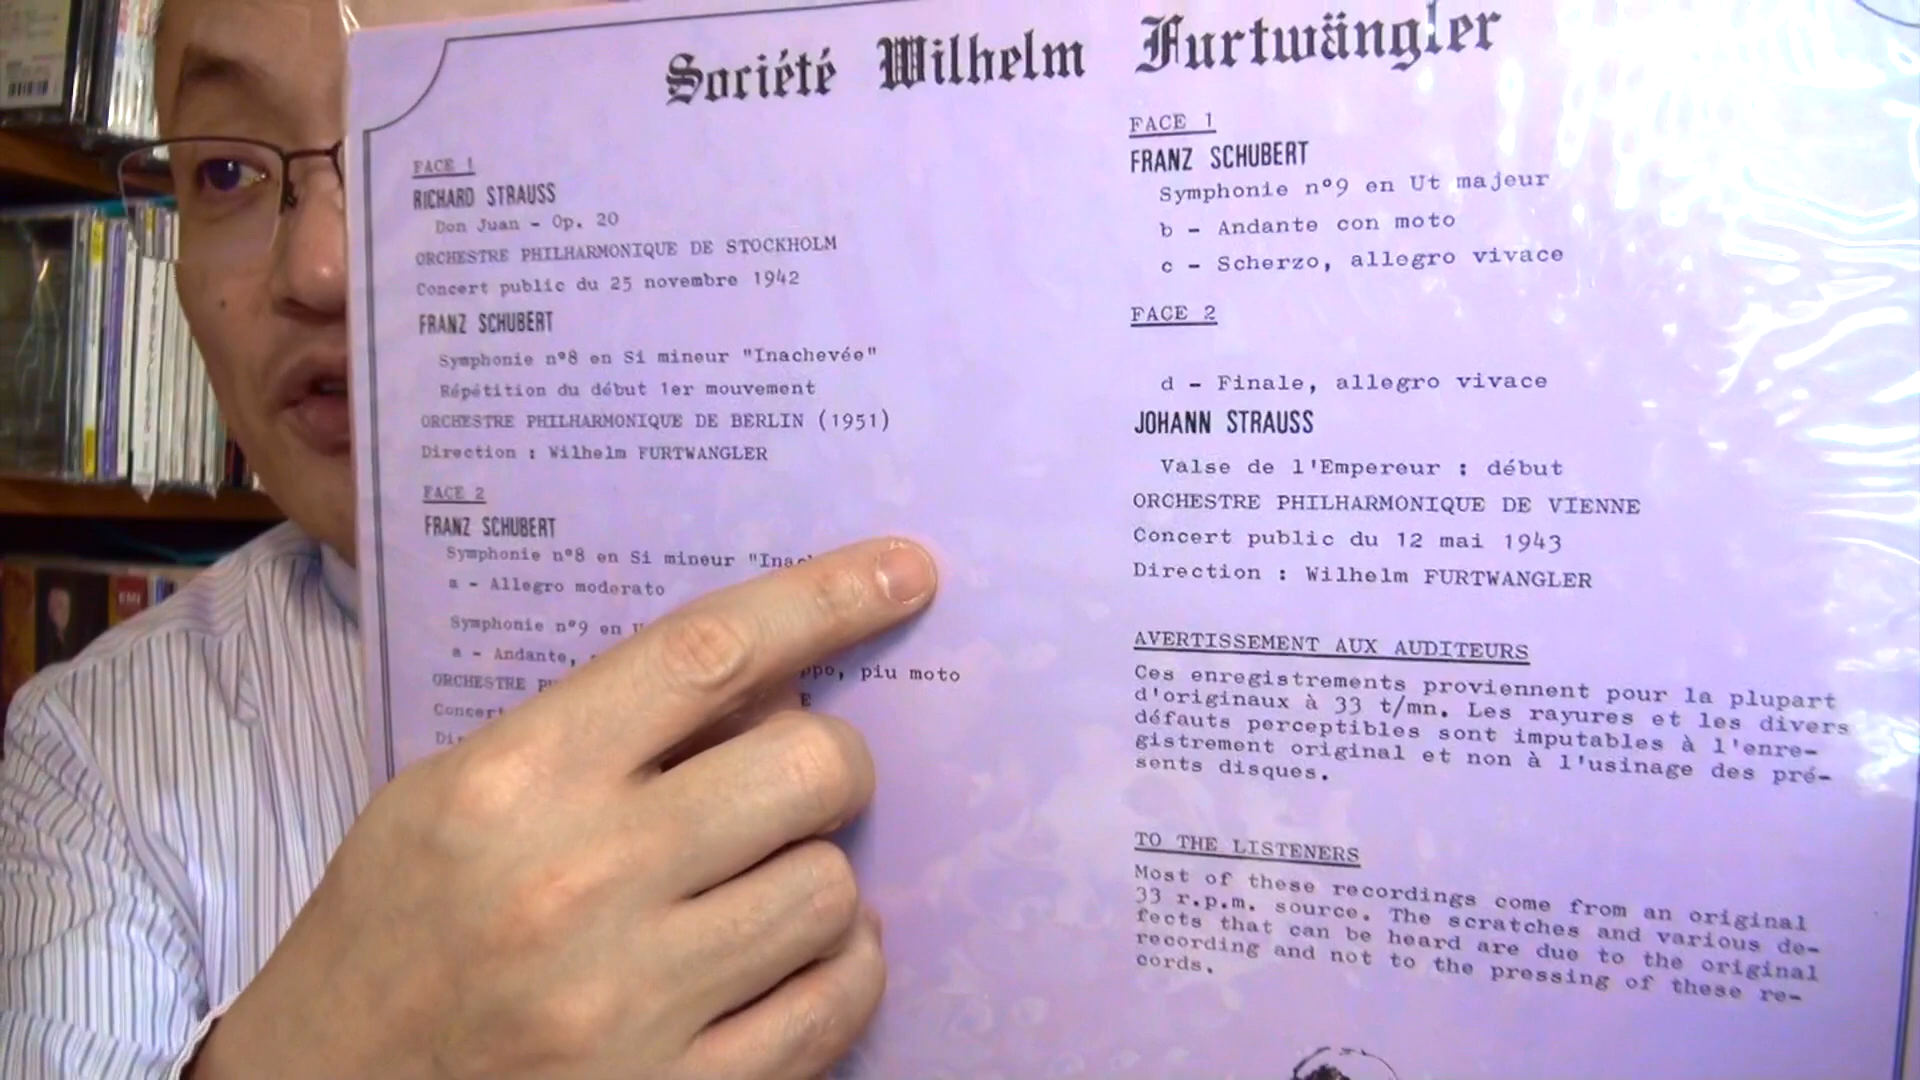 Société Wilhelm Furtwängler
FACE 1
RICHARD STRAUSS
Don Juan - Op. 20
ORCHESTRE PHILHARMONIQUE DE STOCKHOLM
Concert public du 25 novembre 1942
FRANZ SCHUBERT
Symphonie n°8 en Si mineur "Inachevée"
Répétition du début 1er mouvement
ORCHESTRE PHILHARMONIQUE DE BERLIN (1951)
Direction : Wilhelm FURTWANGLER
FACE 2
FRANZ SCHUBERT
Symphonie n°8 en Si mineur
a - Allegro moderato
Symphonie n°9 en
a - Andante,
piu moto
ORCHESTRE
FACE 1
FRANZ SCHUBERT
Symphonie n°9 en Ut majeur
b - Andante con moto
c - Scherzo, allegro vivace
FACE 2
d - Finale, allegro vivace
JOHANN STRAUSS
Valse de l'Empereur : début
ORCHESTRE PHILHARMONIQUE DE VIENNE
Concert public du 12 mai 1943
Direction : Wilhelm FURTWANGLER
AVERTISSEMENT AUX AUDITEURS
Ces enregistrements proviennent pour la plupart
d'originaux à 33 t/mn. Les rayures et les divers
défauts perceptibles sont imputables à l'enre-
gistrement original et non à l'usinage des pré-
sents disques.
TO THE LISTENERS
Most of these recordings come from an original
33 r.p.m. source. The scratches and various de-
fects that can be heard are due to the original
recording and not to the pressing of these re-
cords.
EMI